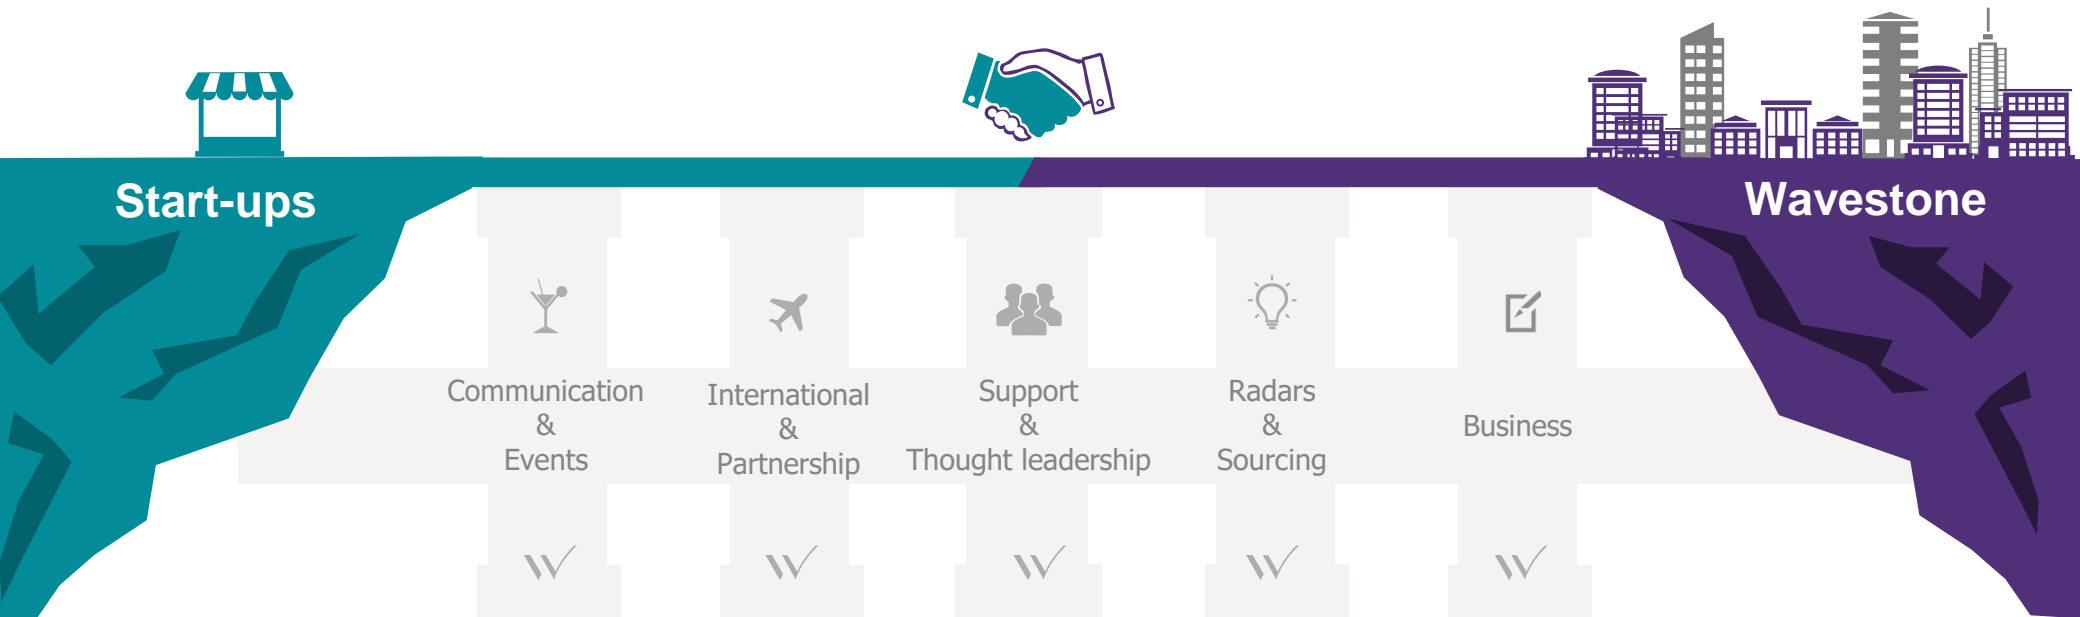 Start-ups
Wavestone
Communication
&
Events
International
&
Partnership
Support
&
Thought leadership
Radars
&
Sourcing
Business